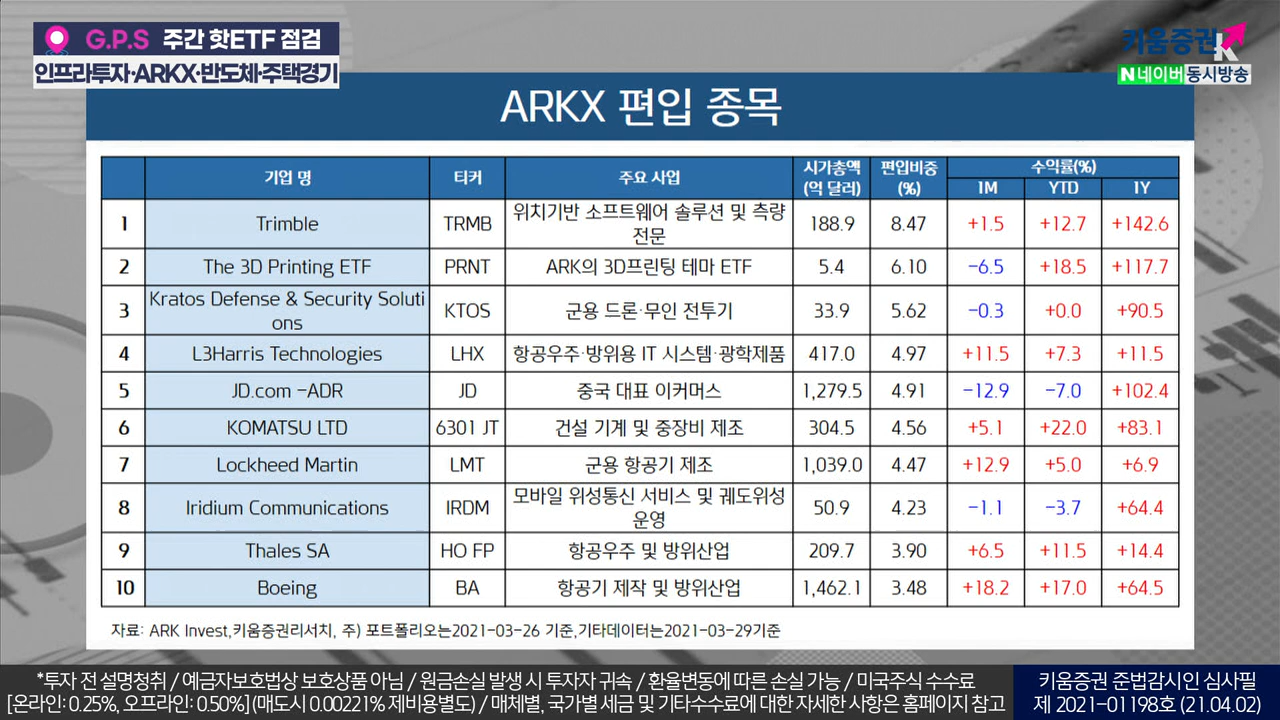 G.P.S 주간 핫ETF 점검
인프라투자·ARKX·반도체·주택경기
키움증권
N 네이버 동시방송
ARKX 편입 종목
기업 명 티커 주요 사업 시가총액 (억 달러) 편입비중 (%) 수익률(%)
1M YTD 1Y
1 Trimble TRMB 위치기반 소프트웨어 솔루션 및 측량 전문 188.9 8.47 +1.5 +12.7 +142.6
2 The 3D Printing ETF PRNT ARK의 3D프린팅 테마 ETF 5.4 6.10 -6.5 +18.5 +117.7
3 Kratos Defense & Security Solutions KTOS 군용 드론·무인 전투기 33.9 5.62 -0.3 +0.0 +90.5
4 L3Harris Technologies LHX 항공우주·방위용 IT 시스템·광학제품 417.0 4.97 +11.5 +7.3 +11.5
5 JD.com -ADR JD 중국 대표 이커머스 1,279.5 4.91 -12.9 -7.0 +102.4
6 KOMATSU LTD 6301 JT 건설 기계 및 중장비 제조 304.5 4.56 +5.1 +22.0 +83.1
7 Lockheed Martin LMT 군용 항공기 제조 1,039.0 4.47 +12.9 +5.0 +6.9
8 Iridium Communications IRDM 모바일 위성통신 서비스 및 궤도위성 운영 50.9 4.23 -1.1 -3.7 +64.4
9 Thales SA HO FP 항공우주 및 방위산업 209.7 3.90 +6.5 +11.5 +14.4
10 Boeing BA 항공기 제작 및 방위산업 1,462.1 3.48 +18.2 +17.0 +64.5
자료: ARK Invest,키움증권리서치, 주) 포트폴리오는2021-03-26 기준,기타데이터는2021-03-29기준
*투자 전 설명청취 / 예금자보호법상 보호상품 아님 / 원금손실 발생 시 투자자 귀속 / 환율변동에 따른 손실 가능 / 미국주식 수수료
[온라인: 0.25%, 오프라인: 0.50%] (매도시 0.00221% 제비용별도) / 매체별, 국가별 세금 및 기타수수료에 대한 자세한 사항은 홈페이지 참고
키움증권 준법감시인 심사필
제 2021-01198호 (21.04.02)